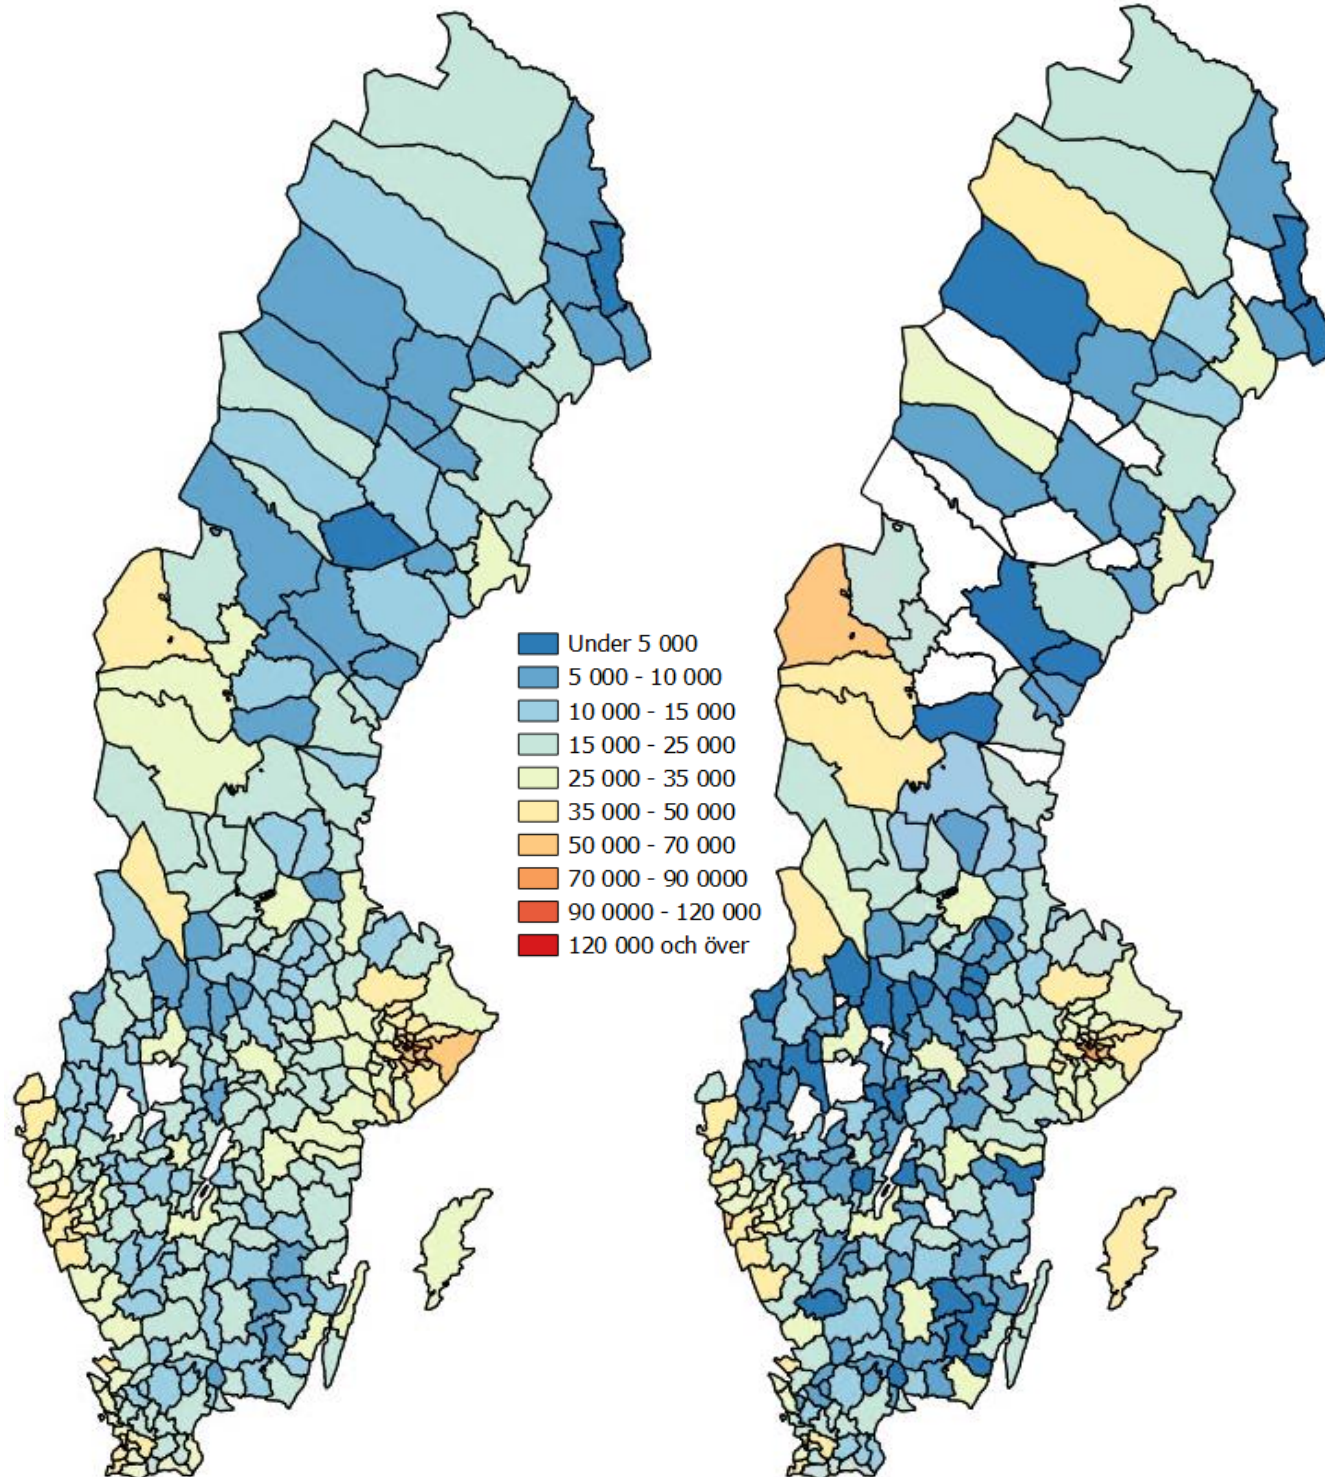 Under 5 000
5 000 - 10 000
10 000 - 15 000
15 000 - 25 000
25 000 - 35 000
35 000 - 50 000
50 000 - 70 000
70 000 - 90 0000
90 0000 - 120 000
120 000 och över